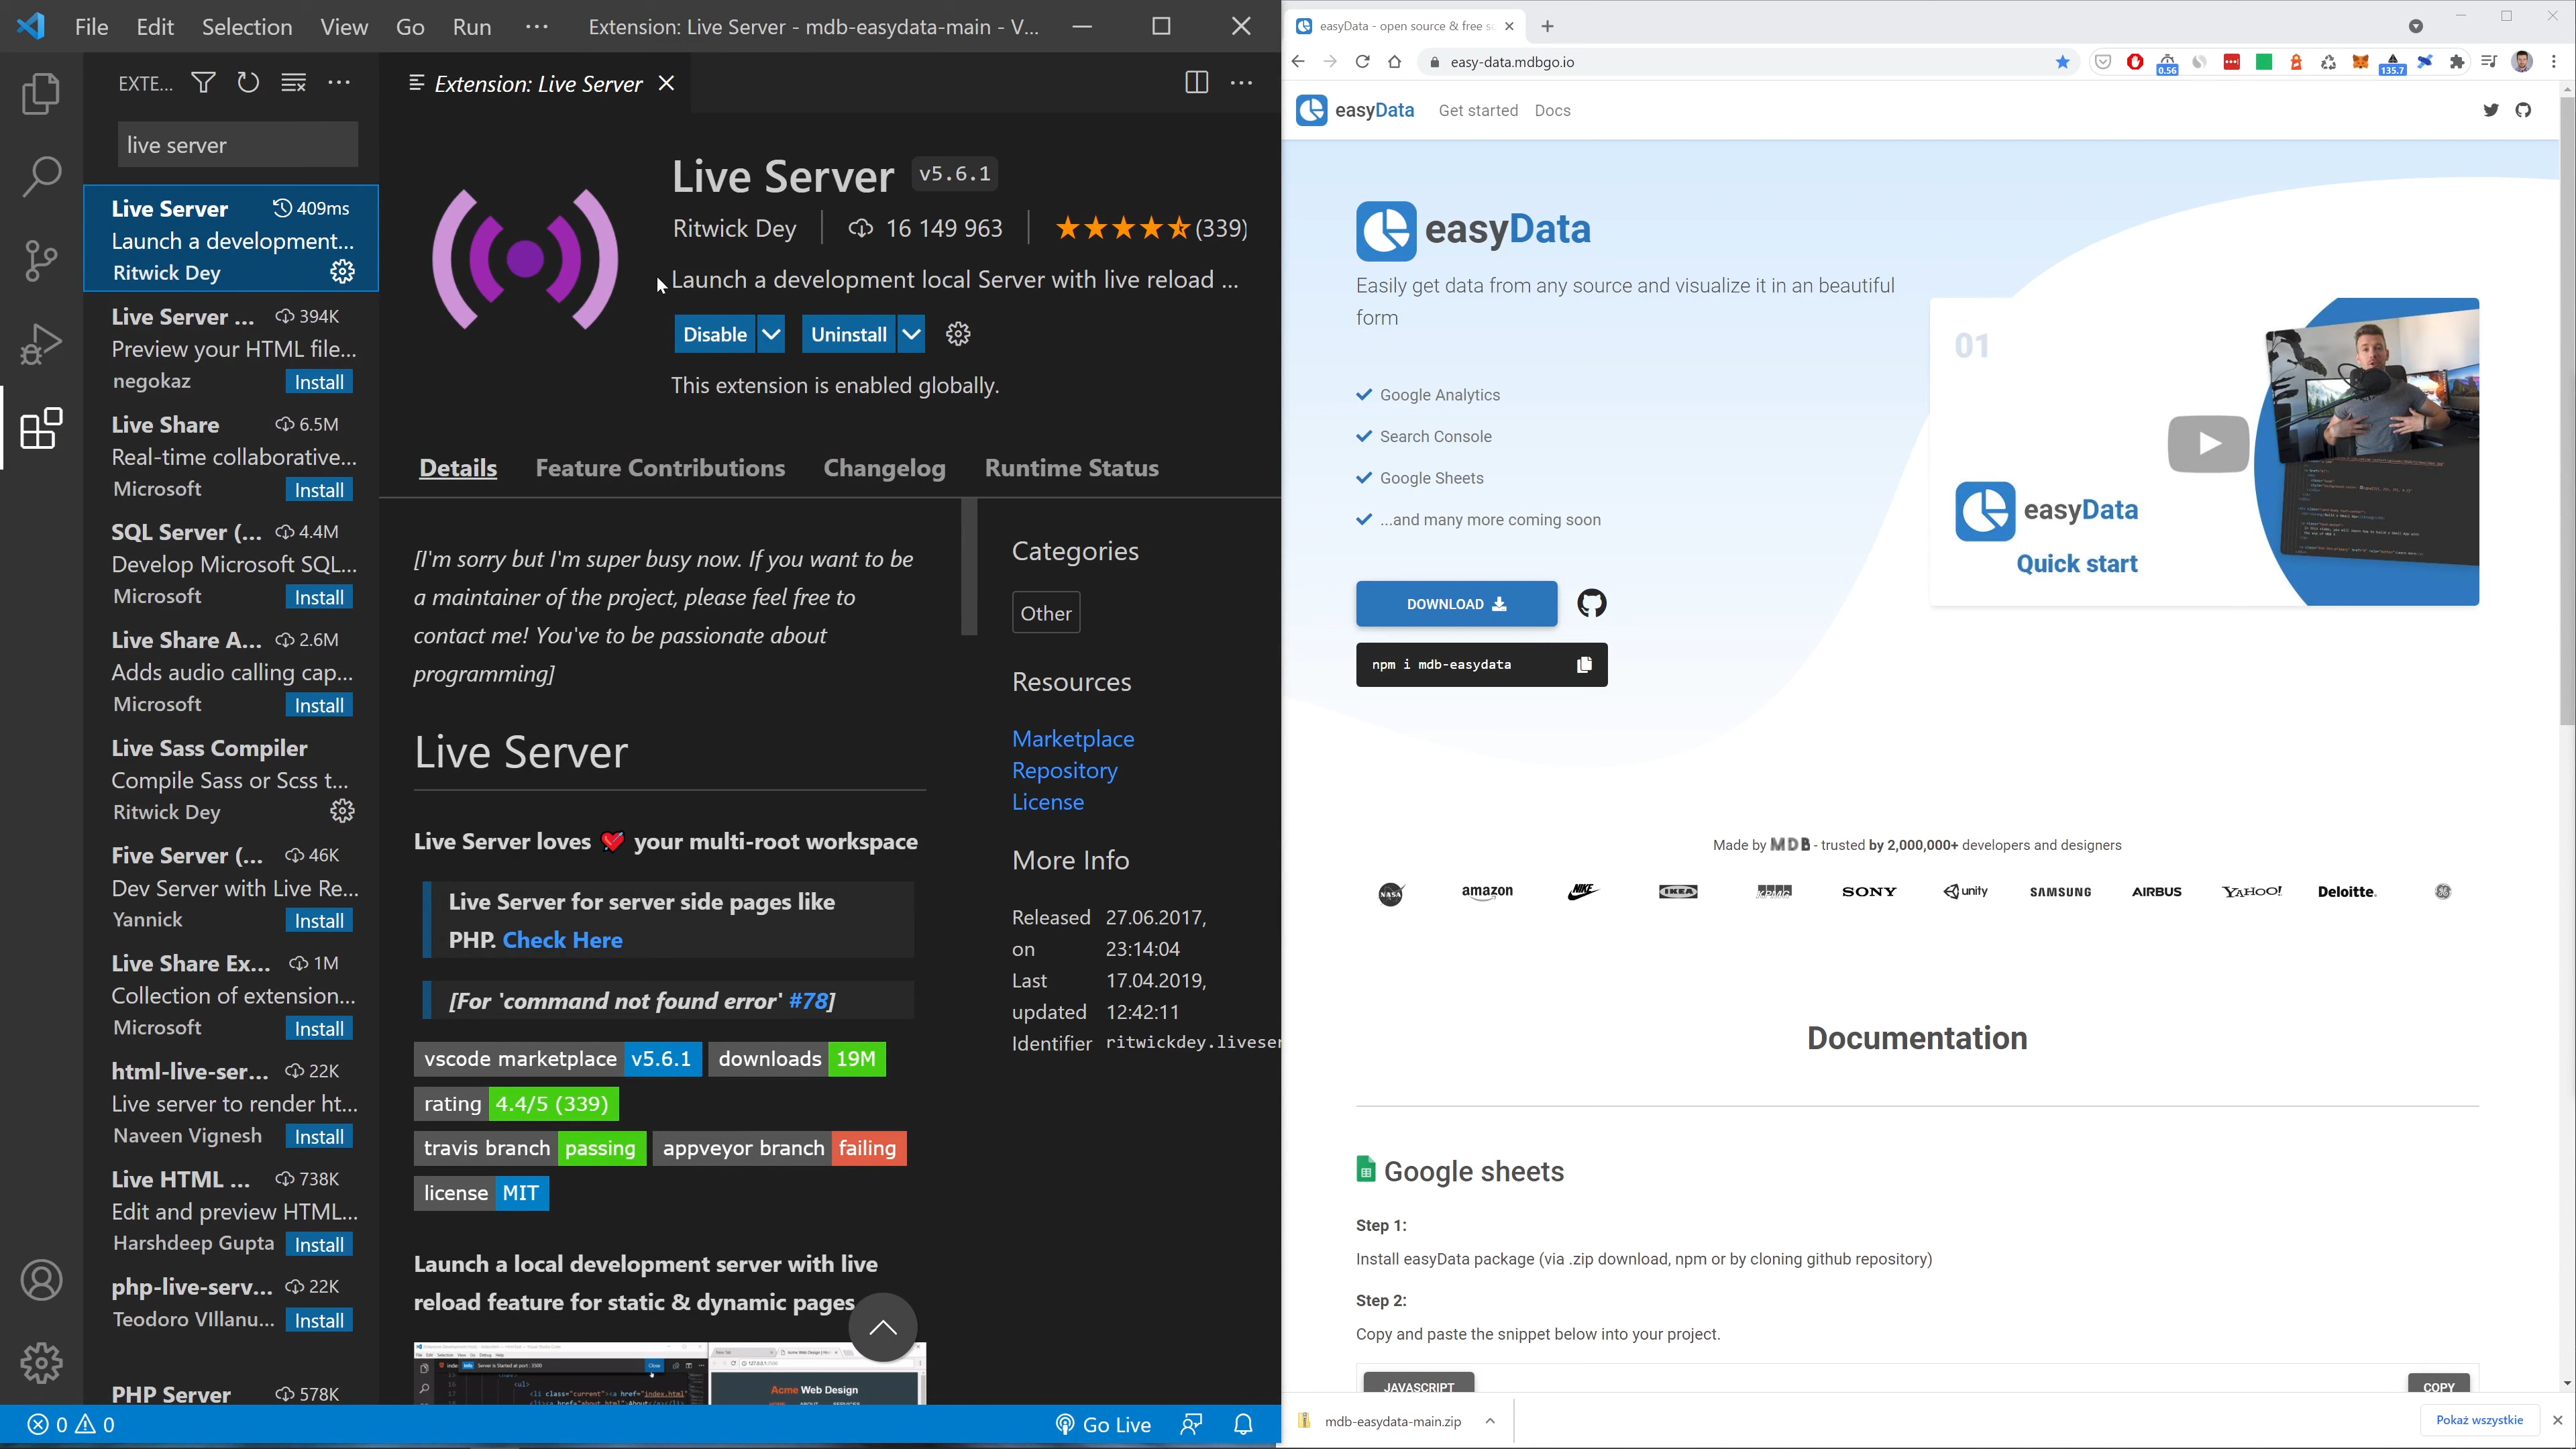 File Edit Selection View Go Run ··· Extension: Live Server - mdb-easydata-main - V...
EXTE...
live server
Live Server 409ms
Launch a development...
Ritwick Dey
Live Server ... 394K
Preview your HTML file...
negokaz Install
Live Share 6.5M
Real-time collaborative...
Microsoft Install
SQL Server (... 4.4M
Develop Microsoft SQL...
Microsoft Install
Live Share A... 2.6M
Adds audio calling cap...
Microsoft Install
Live Sass Compiler
Compile Sass or Scss t...
Ritwick Dey
Five Server (... 46K
Dev Server with Live Re...
Yannick Install
Live Share Ex... 1M
Collection of extension...
Microsoft Install
html-live-ser... 22K
Live server to render ht...
Naveen Vignesh Install
Live HTML ... 738K
Edit and preview HTML...
Harshdeep Gupta Install
php-live-serv... 22K
Teodoro VIllanu... Install
PHP Server 578K
Extension: Live Server
Live Server v5.6.1
Ritwick Dey 16 149 963 (339)
Launch a development local Server with live reload ...
Disable Uninstall
This extension is enabled globally.
Details Feature Contributions Changelog Runtime Status
[I'm sorry but I'm super busy now. If you want to be
a maintainer of the project, please feel free to
contact me! You've to be passionate about
programming]
Live Server
Live Server loves 💘 your multi-root workspace
Live Server for server side pages like
PHP. Check Here
[For 'command not found error' #78]
vscode marketplace v5.6.1 downloads 19M
rating 4.4/5 (339)
travis branch passing appveyor branch failing
license MIT
Launch a local development server with live
reload feature for static & dynamic pages
Acme Web Design
Categories
Other
Resources
Marketplace
Repository
License
More Info
Released 27.06.2017,
on 23:14:04
Last 17.04.2019,
updated 12:42:11
Identifier ritwickdey.liveser
0 0 Go Live
easyData - open source & free s
easy-data.mdbgo.io
0.56
135.7
easyData Get started Docs
easyData
Easily get data from any source and visualize it in an beautiful
form
Google Analytics
Search Console
Google Sheets
...and many more coming soon
DOWNLOAD
npm i mdb-easydata
01
easyData
Quick start
Made by MDB - trusted by 2,000,000+ developers and designers
NASA amazon NIKE IKEA KPMG SONY unity SAMSUNG AIRBUS YAHOO! Deloitte.
Documentation
Google sheets
Step 1:
Install easyData package (via .zip download, npm or by cloning github repository)
Step 2:
Copy and paste the snippet below into your project.
JAVASCRIPT COPY
mdb-easydata-main.zip Pokaż wszystkie